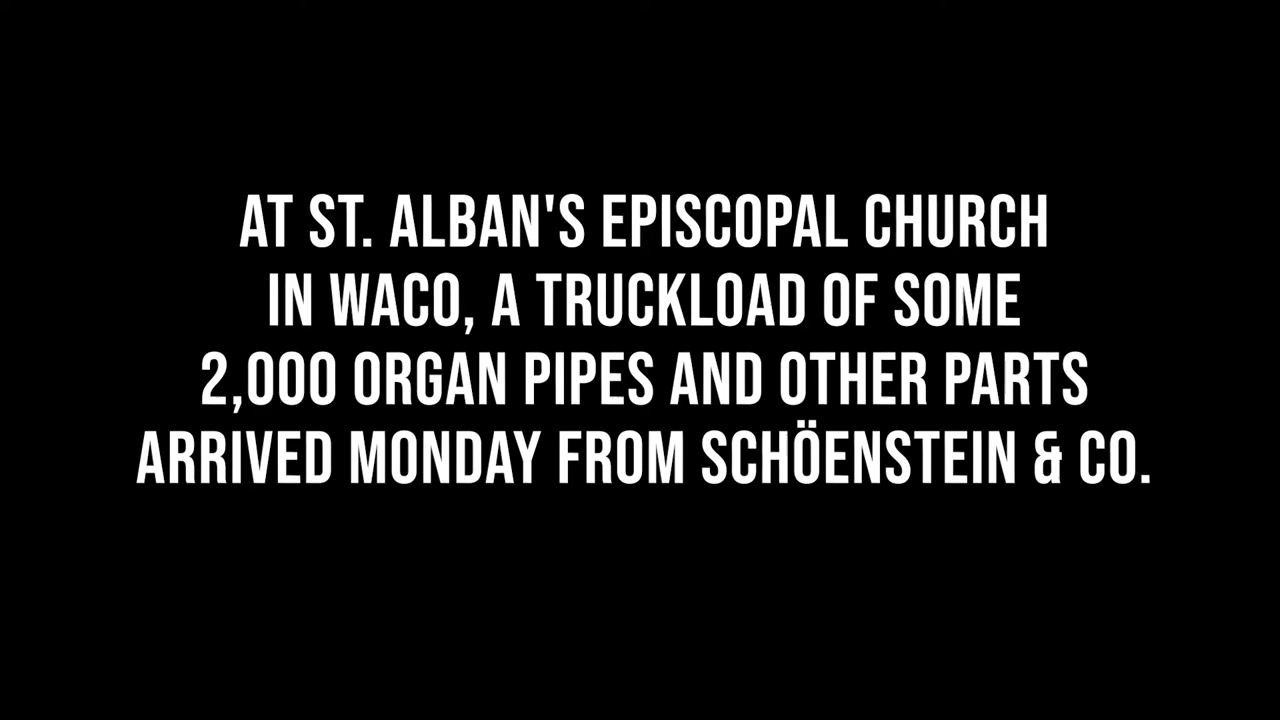 AT ST. ALBAN'S EPISCOPAL CHURCH
IN WACO, A TRUCKLOAD OF SOME
2,000 ORGAN PIPES AND OTHER PARTS
ARRIVED MONDAY FROM SCHÖENSTEIN & CO.